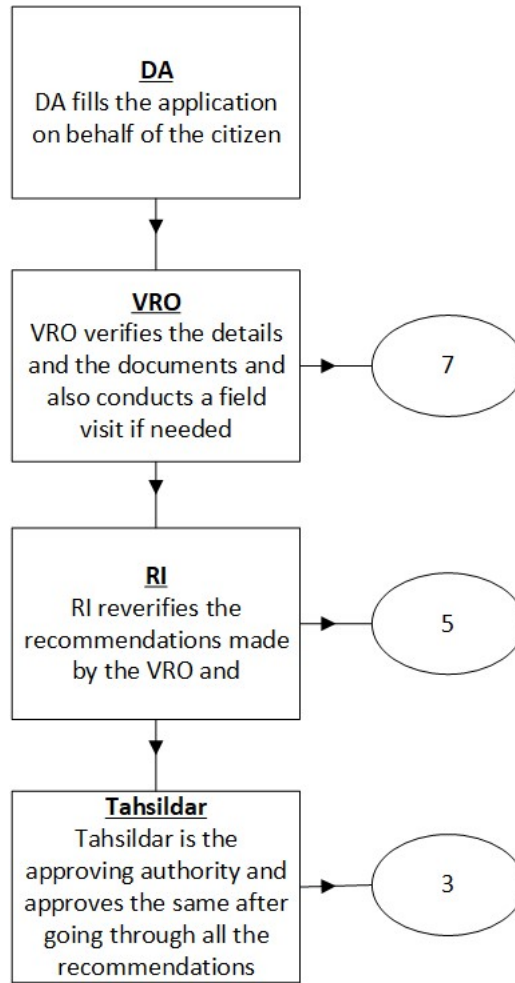 DA
DA fills the application
on behalf of the citizen
VRO
VRO verifies the details
and the documents and
also conducts a field
visit if needed
7
RI
RI reverifies the
recommendations made
by the VRO and
5
Tahsildar
Tahsildar is the
approving authority and
approves the same after
going through all the
recommendations
3